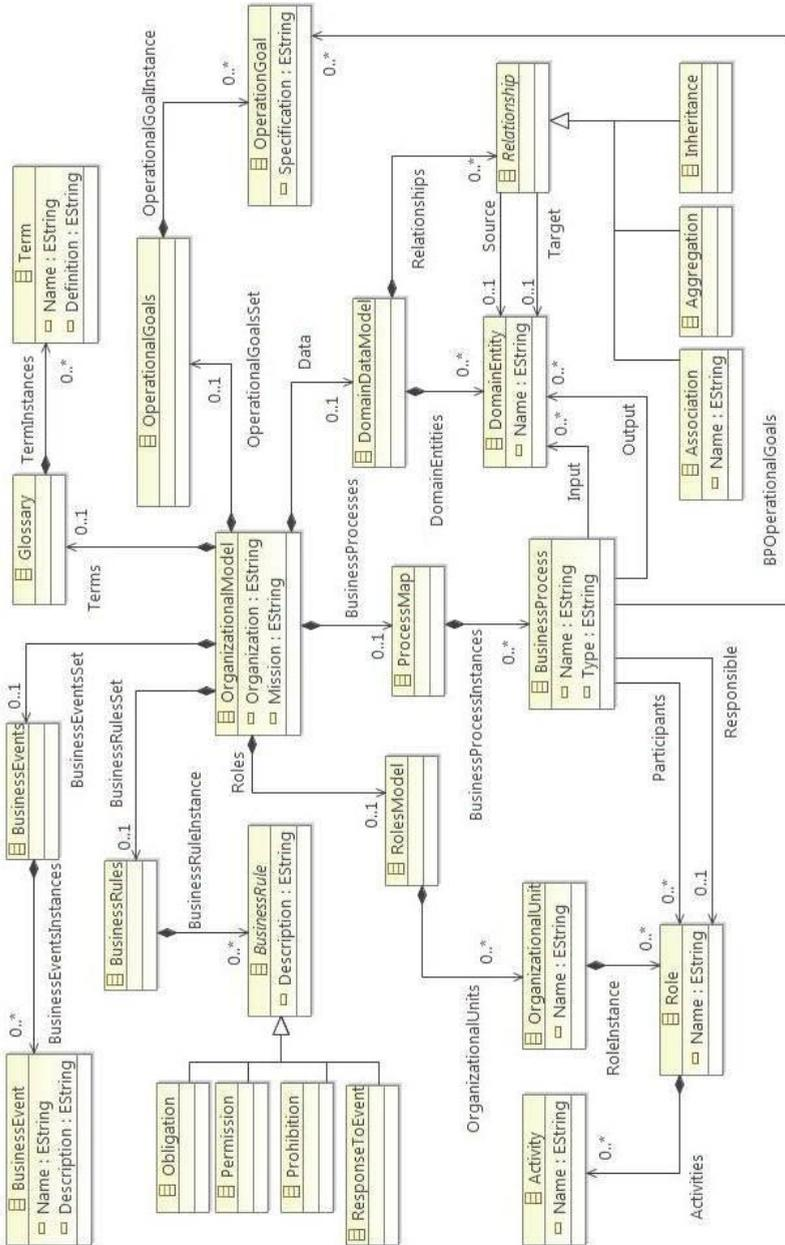 BusinessEvent
Name : EString
Description : EString
0..*
BusinessEventsInstances
BusinessEvents
0..1
BusinessEventsSet
Glossary
0..1
Terms
TermInstances
0..*
Term
Name : EString
Definition : EString
Obligation
Permission
Prohibition
ResponseToEvent
BusinessRules
0..1
BusinessRulesSet
BusinessRuleInstance
0..*
BusinessRule
Description : EString
OrganizationalModel
Organization : EString
Mission : EString
OperationalGoals
0..1
OperationalGoalsSet
OperationalGoalInstance
0..*
OperationGoal
Specification : EString
0..*
Roles
0..1
RolesModel
BusinessProcesses
0..1
ProcessMap
Data
0..1
DomainDataModel
Relationships
0..*
Relationship
OrganizationalUnits
0..*
BusinessProcessInstances
0..*
DomainEntities
0..*
Source
0..1
Target
0..1
Activity
Name : EString
0..*
Activities
OrganizationalUnit
Name : EString
RoleInstance
0..*
Role
Name : EString
0..*
Participants
0..1
Responsible
BusinessProcess
Name : EString
Type : EString
Input
0..*
Output
0..*
DomainEntity
Name : EString
Association
Name : EString
Aggregation
Inheritance
BPOperationalGoals